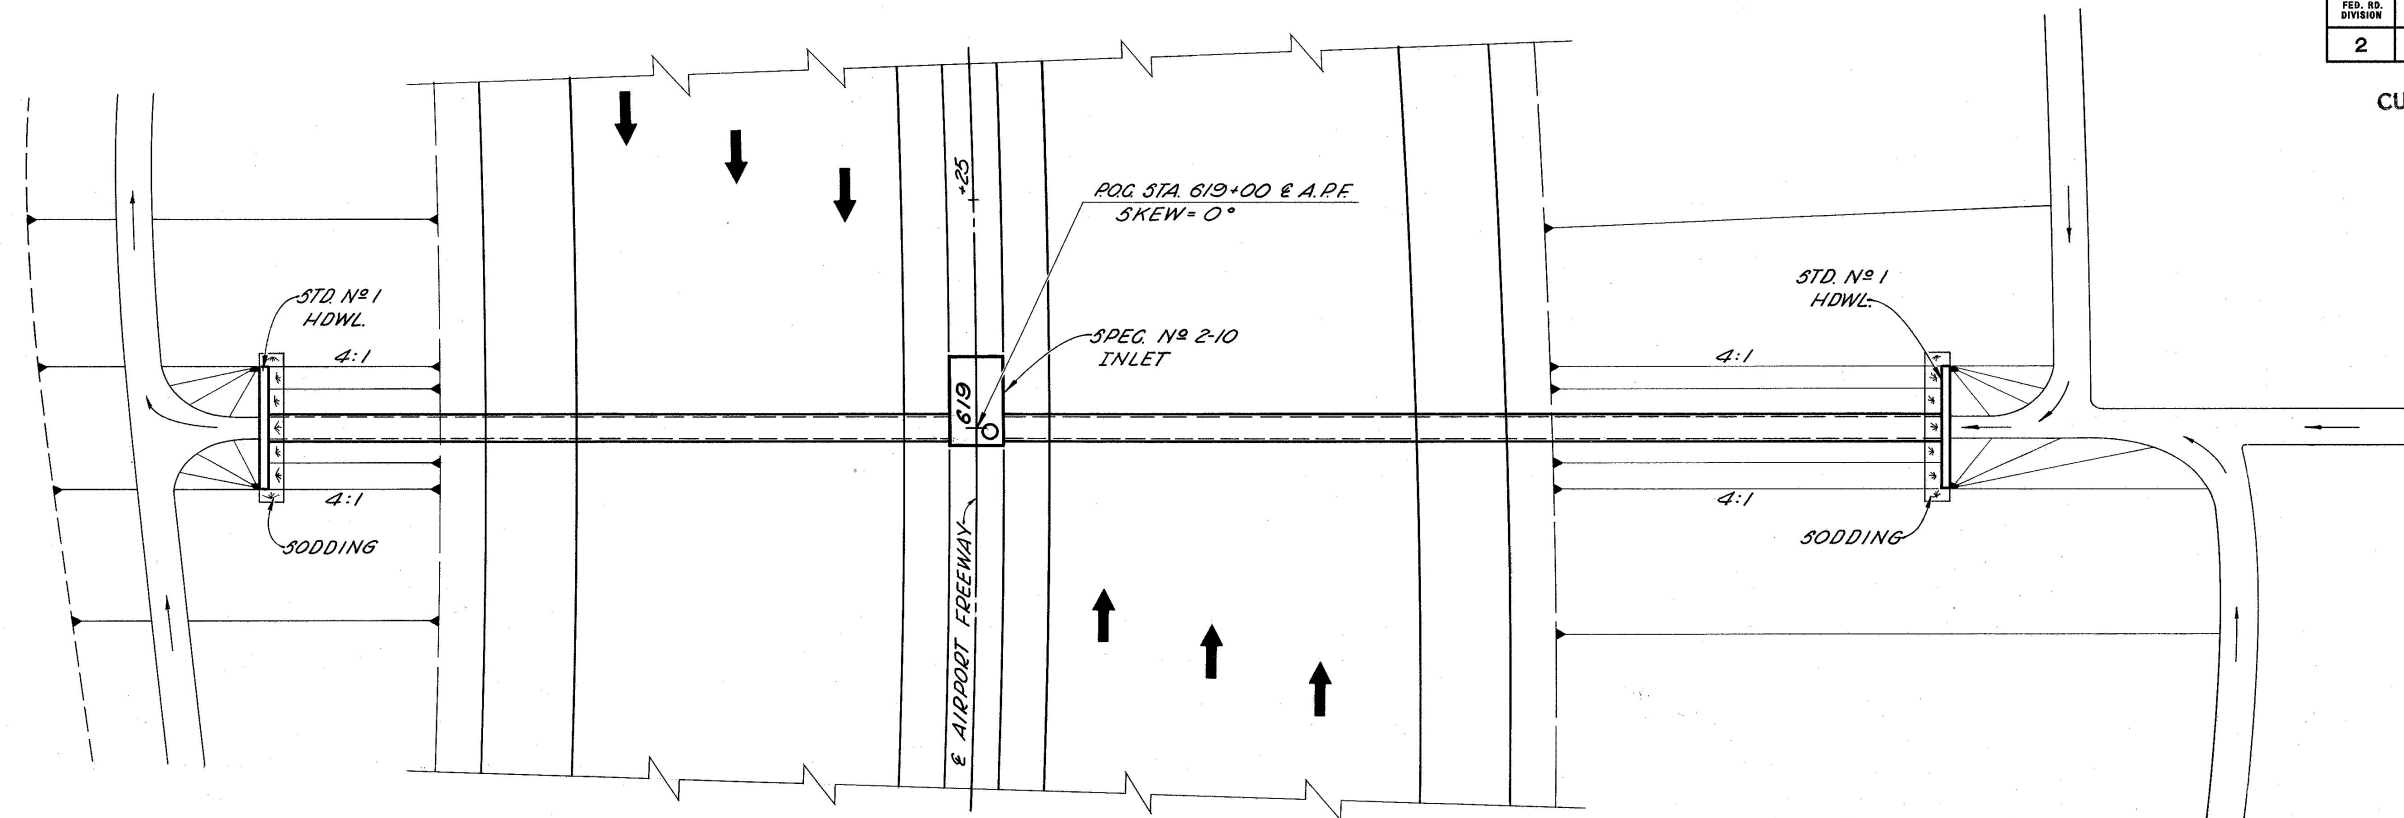 FED. RD.
DIVISION
2
CU
+25
P.O.C. STA. 619+00 ℄ A.P.F.
SKEW = 0°
STD. Nº 1
HDWL.
STD. Nº 1
HDWL.
SPEC. Nº 2-10
INLET
4:1
4:1
619
4:1
4:1
SODDING
SODDING
℄ AIRPORT FREEWAY